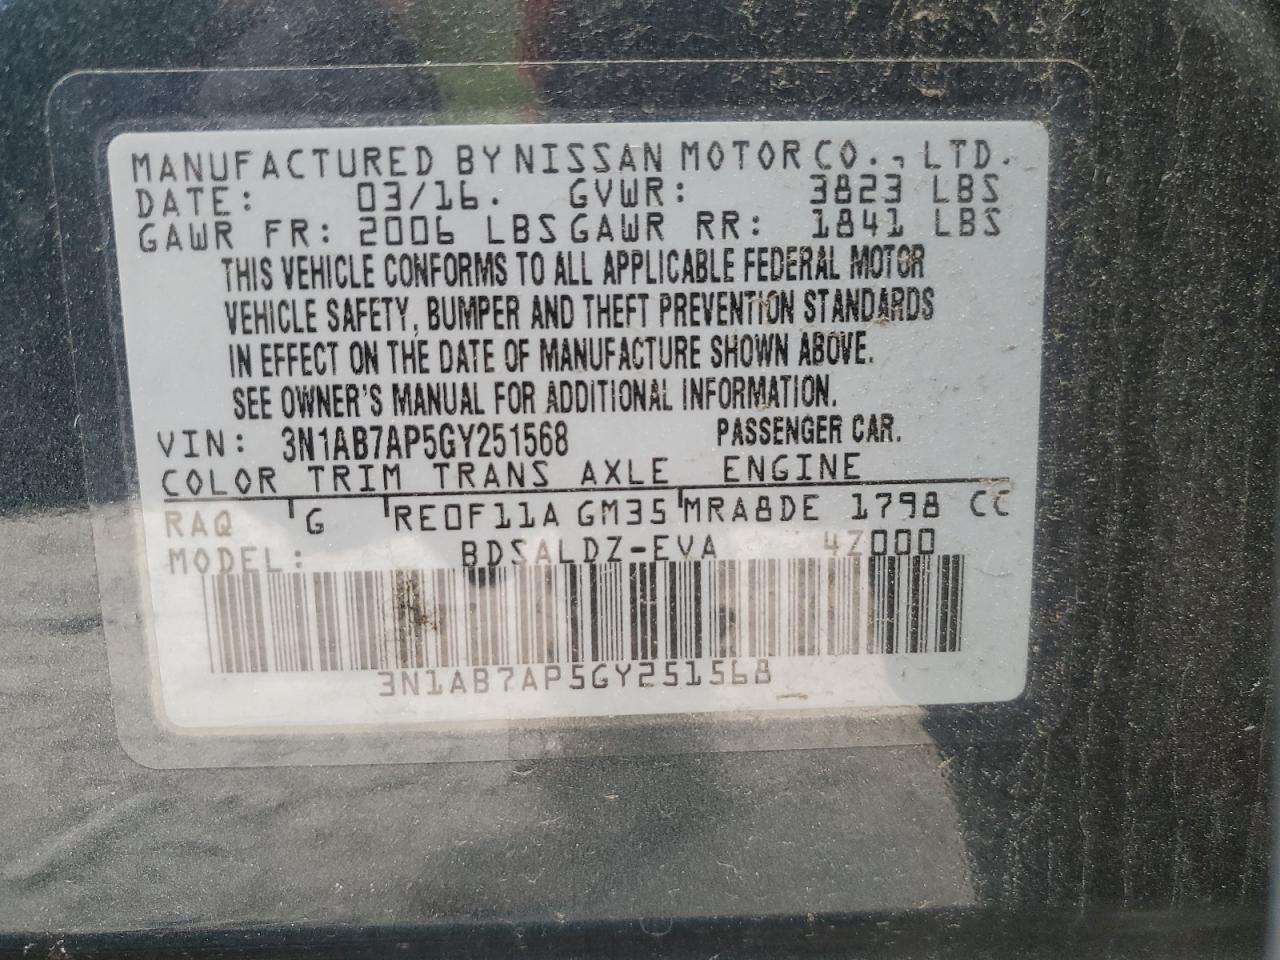 MANUFACTURED BY NISSAN MOTOR CO., LTD.
DATE: 03/16. GVWR: 3823 LBS
GAWR FR: 2006 LBS GAWR RR: 1841 LBS
THIS VEHICLE CONFORMS TO ALL APPLICABLE FEDERAL MOTOR
VEHICLE SAFETY, BUMPER AND THEFT PREVENTION STANDARDS
IN EFFECT ON THE DATE OF MANUFACTURE SHOWN ABOVE.
SEE OWNER'S MANUAL FOR ADDITIONAL INFORMATION.
VIN: 3N1AB7AP5GY251568 PASSENGER CAR.
COLOR TRIM TRANS AXLE ENGINE
RAQ G RE0F11A GM35 MRA8DE 1798 CC
MODEL: BDSALDZ-EVA 4Z000
3N1AB7AP5GY251568